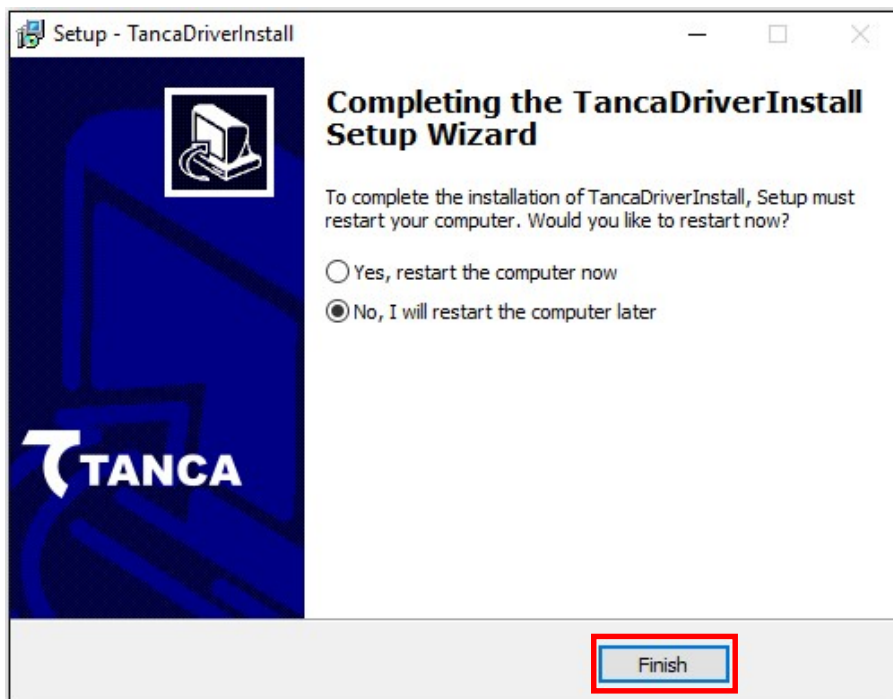 Setup - TancaDriverInstall
Completing the TancaDriverInstall
Setup Wizard
To complete the installation of TancaDriverInstall, Setup must
restart your computer. Would you like to restart now?
Yes, restart the computer now
No, I will restart the computer later
TANCA
Finish